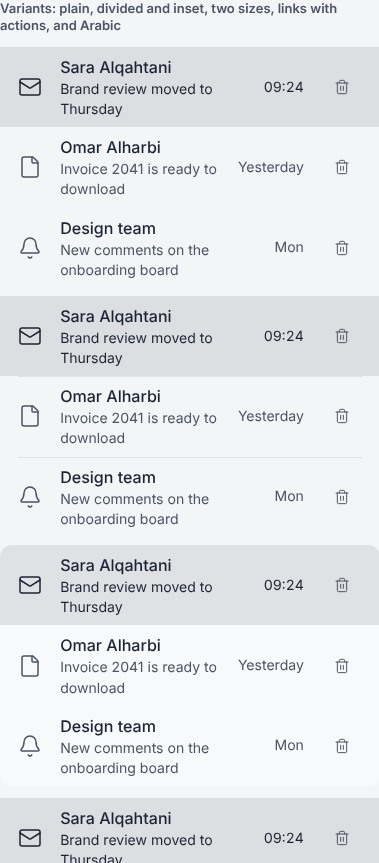 Variants: plain, divided and inset, two sizes, links with
actions, and Arabic
Sara Alqahtani
Brand review moved to
Thursday
09:24
Omar Alharbi
Invoice 2041 is ready to
download
Yesterday
Design team
New comments on the
onboarding board
Mon
Sara Alqahtani
Brand review moved to
Thursday
09:24
Omar Alharbi
Invoice 2041 is ready to
download
Yesterday
Design team
New comments on the
onboarding board
Mon
Sara Alqahtani
Brand review moved to
Thursday
09:24
Omar Alharbi
Invoice 2041 is ready to
download
Yesterday
Design team
New comments on the
onboarding board
Mon
Sara Alqahtani
Brand review moved to
Thursday
09:24